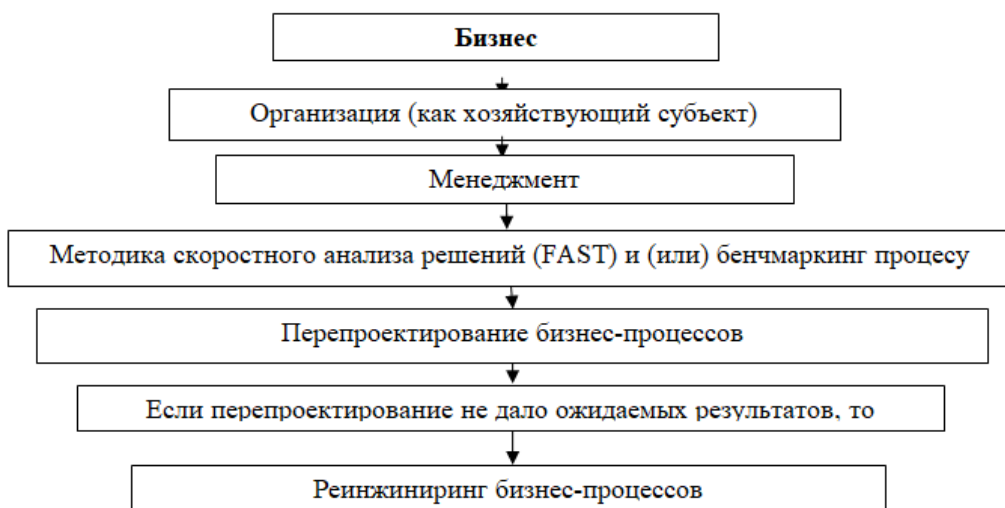 Бизнес
Организация (как хозяйствующий субъект)
Менеджмент
Методика скоростного анализа решений (FAST) и (или) бенчмаркинг процесу
Перепроектирование бизнес-процессов
Если перепроектирование не дало ожидаемых результатов, то
Реинжиниринг бизнес-процессов